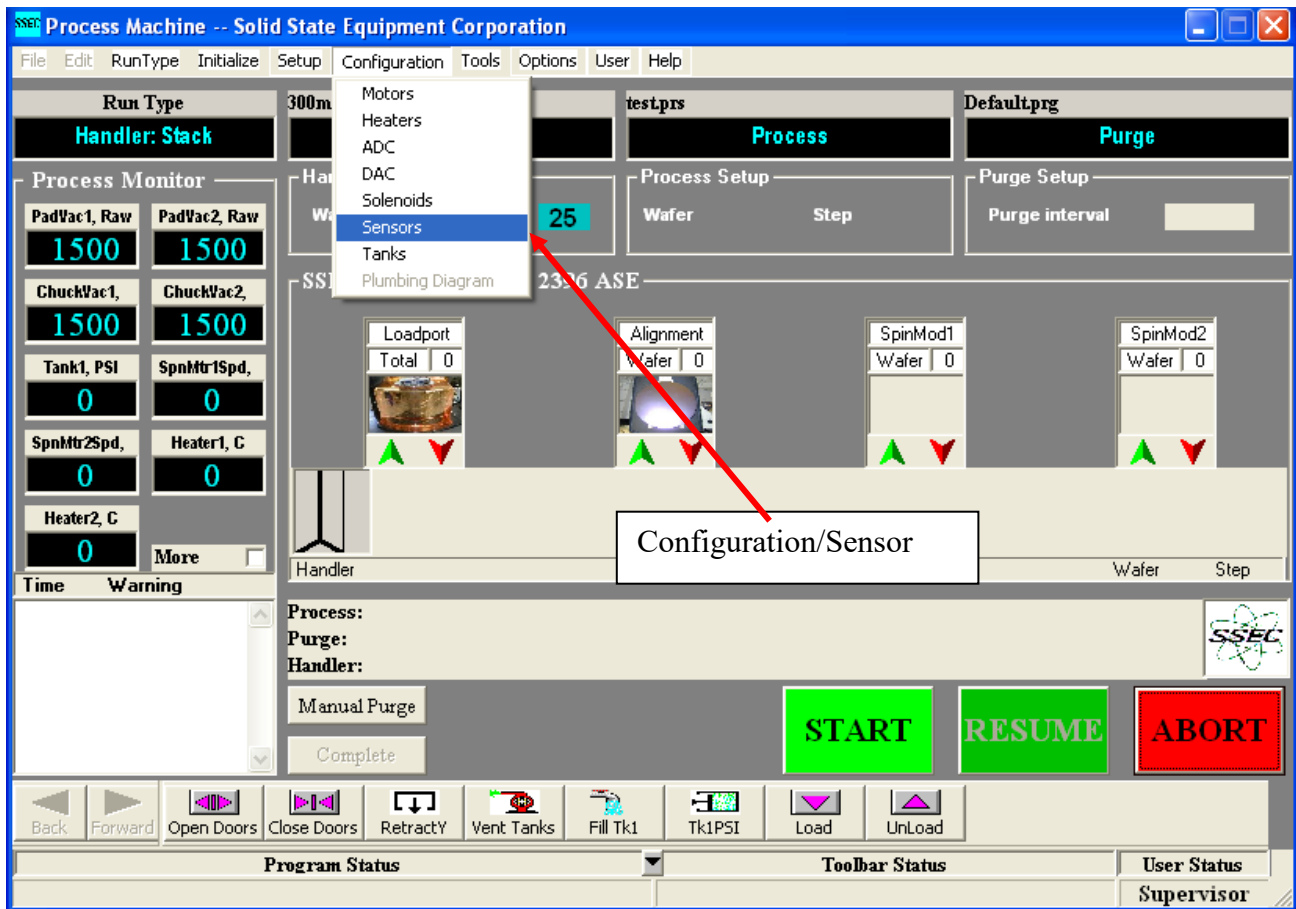 SSEC Process Machine -- Solid State Equipment Corporation
File Edit RunType Initialize Setup Configuration Tools Options User Help
Run Type
300m
test.prs
Default.prg
Handler: Stack
Process
Purge
Motors
Heaters
ADC
DAC
Solenoids
Sensors
Tanks
Plumbing Diagram
Process Monitor
Process Setup
Purge Setup
PadVac1, Raw PadVac2, Raw
25
Wafer Step
Purge interval
1500 1500
ChuckVac1, ChuckVac2,
1500 1500
Tank1, PSI SpnMtr1Spd,
0 0
SpnMtr2Spd, Heater1, C
0 0
Heater2, C
0 More
ASE
Loadport Alignment SpinMod1 SpinMod2
Total 0 Wafer 0 Wafer 0 Wafer 0
Configuration/Sensor
Handler Wafer Step
Time Warning
Process:
Purge:
Handler:
SSEC
Manual Purge
Complete
START RESUME ABORT
Back Forward Open Doors Close Doors RetractY Vent Tanks Fill Tk1 Tk1PSI Load UnLoad
Program Status Toolbar Status User Status
Supervisor